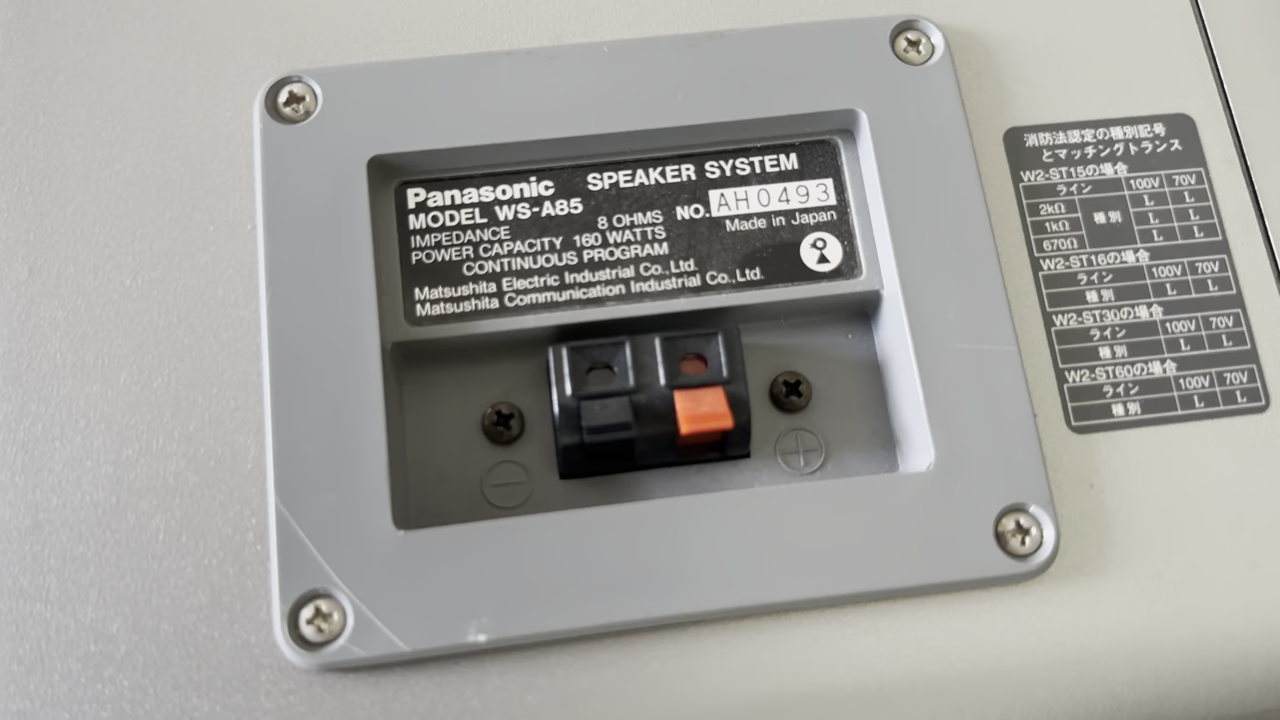 Panasonic SPEAKER SYSTEM
MODEL WS-A85 NO. AH0493
IMPEDANCE 8 OHMS Made in Japan
POWER CAPACITY 160 WATTS
CONTINUOUS PROGRAM
Matsushita Electric Industrial Co.,Ltd.
Matsushita Communication Industrial Co.,Ltd.
− +
消防法認定の種別記号
とマッチングトランス
W2-ST15の場合
ライン 100V 70V
2kΩ 種別 L L
1kΩ L L
670Ω L L
W2-ST16の場合
ライン 100V 70V
種別 L L
W2-ST30の場合
ライン 100V 70V
種別 L L
W2-ST60の場合
ライン 100V 70V
種別 L L